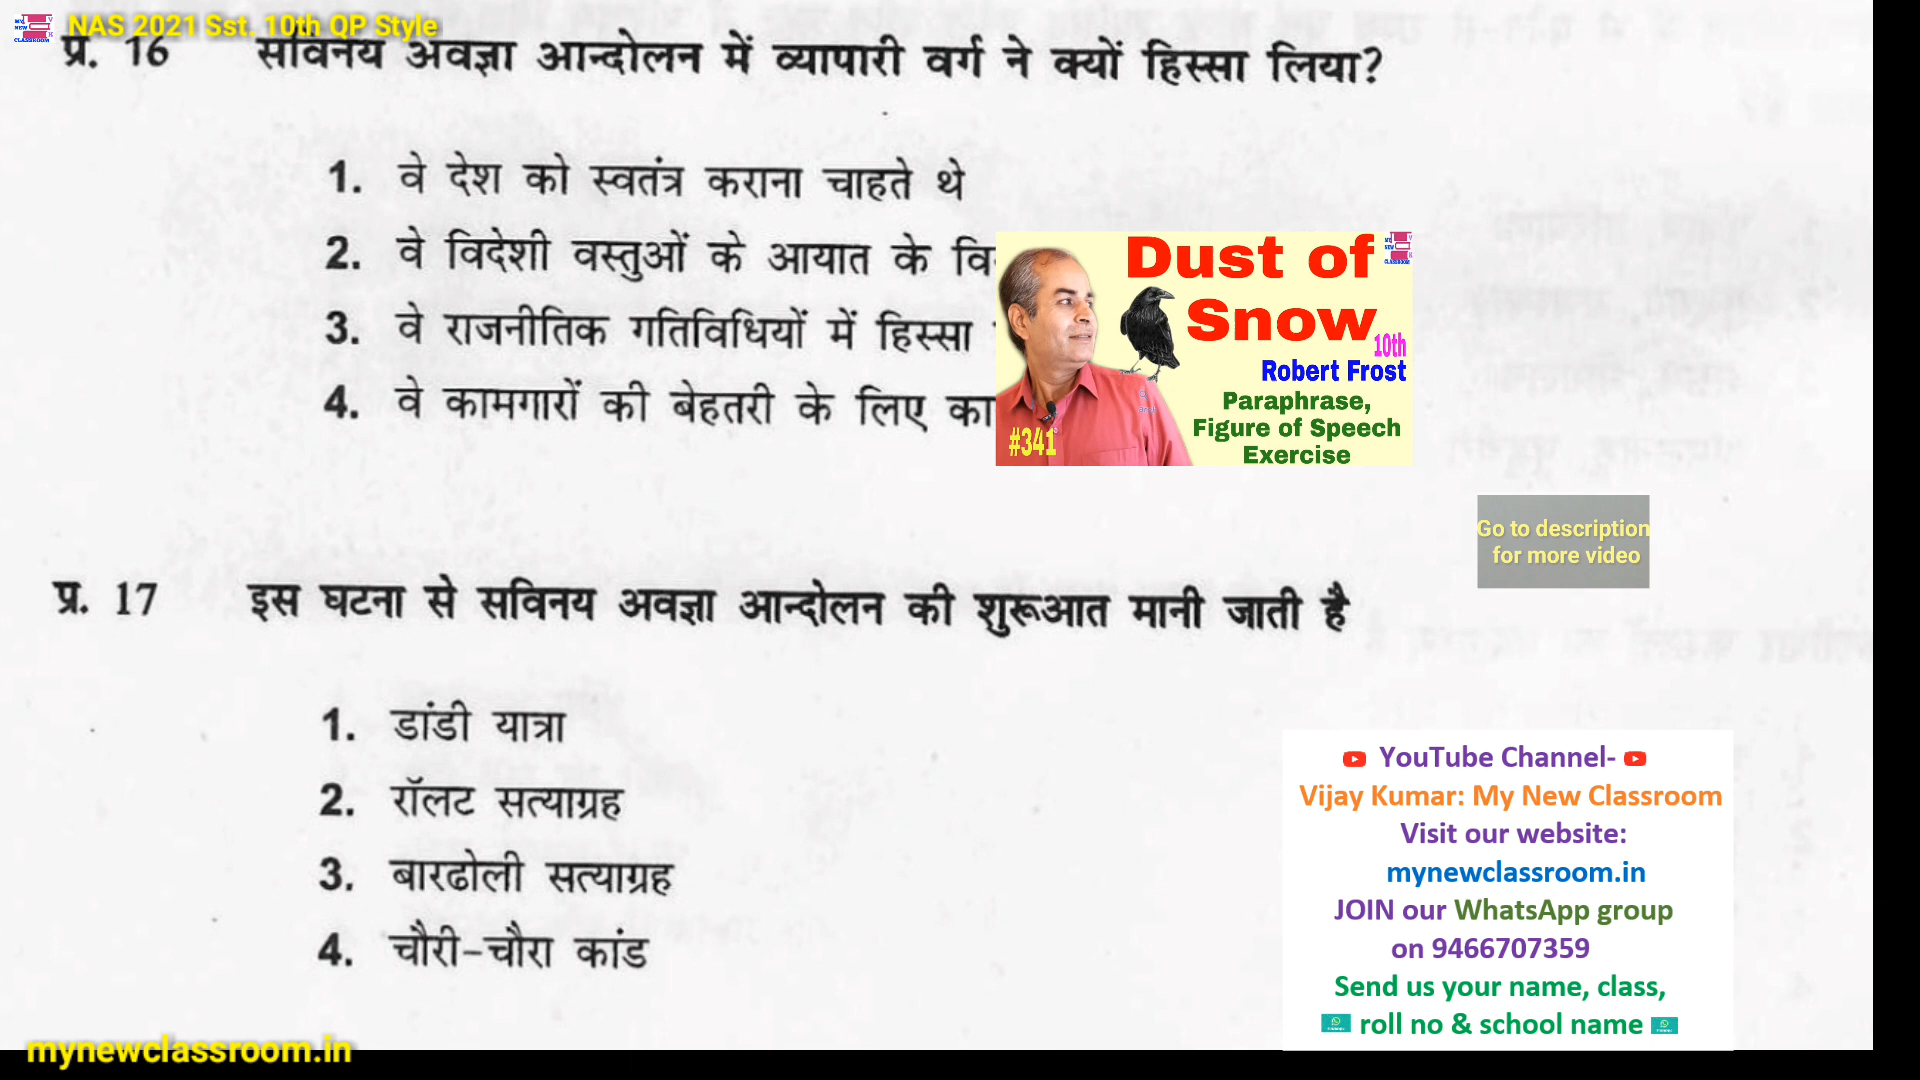 NAS 2021 Sst. 10th QP Style
प्र. 16 सविनय अवज्ञा आन्दोलन में व्यापारी वर्ग ने क्यों हिस्सा लिया?
1. वे देश को स्वतंत्र कराना चाहते थे
2. वे विदेशी वस्तुओं के आयात के
3. वे राजनीतिक गतिविधियों में हिस्सा
4. वे कामगारों की बेहतरी के लिए
Dust of
Snow
10th
Robert Frost
Paraphrase,
Figure of Speech
Exercise
#341
Go to description
for more video
प्र. 17 इस घटना से सविनय अवज्ञा आन्दोलन की शुरूआत मानी जाती है
1. डांडी यात्रा
2. रॉलट सत्याग्रह
3. बारढोली सत्याग्रह
4. चौरी-चौरा कांड
YouTube Channel-
Vijay Kumar: My New Classroom
Visit our website:
mynewclassroom.in
JOIN our WhatsApp group
on 9466707359
Send us your name, class,
roll no & school name
mynewclassroom.in